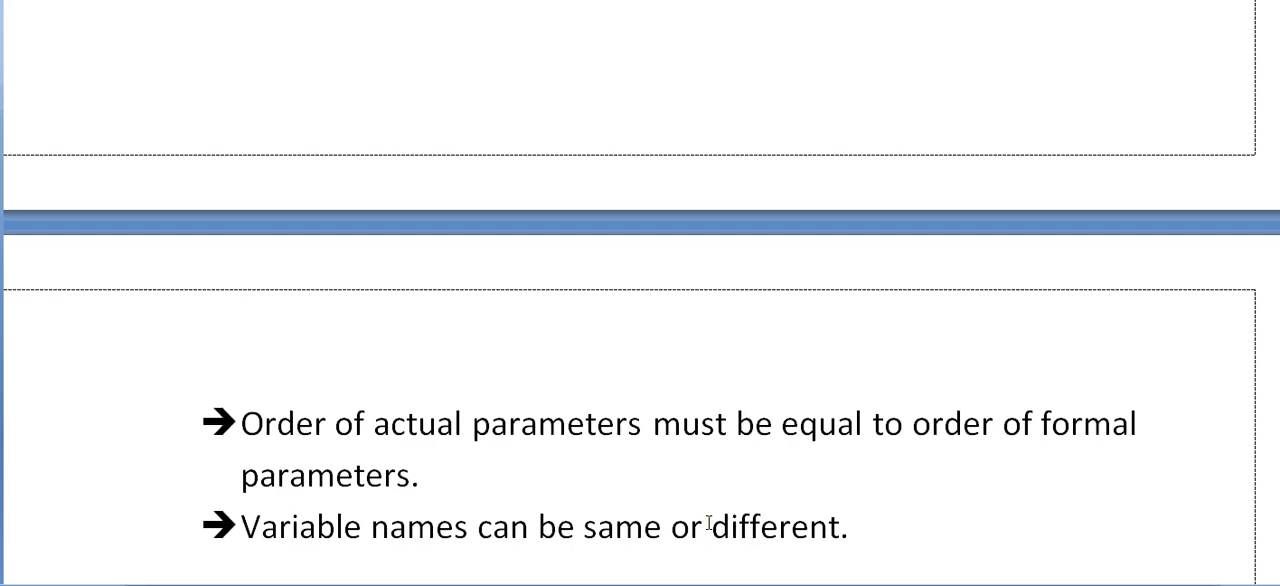 ➔Order of actual parameters must be equal to order of formal
parameters.
➔Variable names can be same or different.